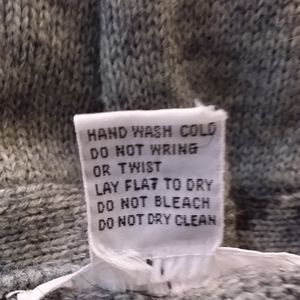 HAND WASH COLD
DO NOT WRING
OR TWIST
LAY FLAT TO DRY
DO NOT BLEACH
DO NOT DRY CLEAN